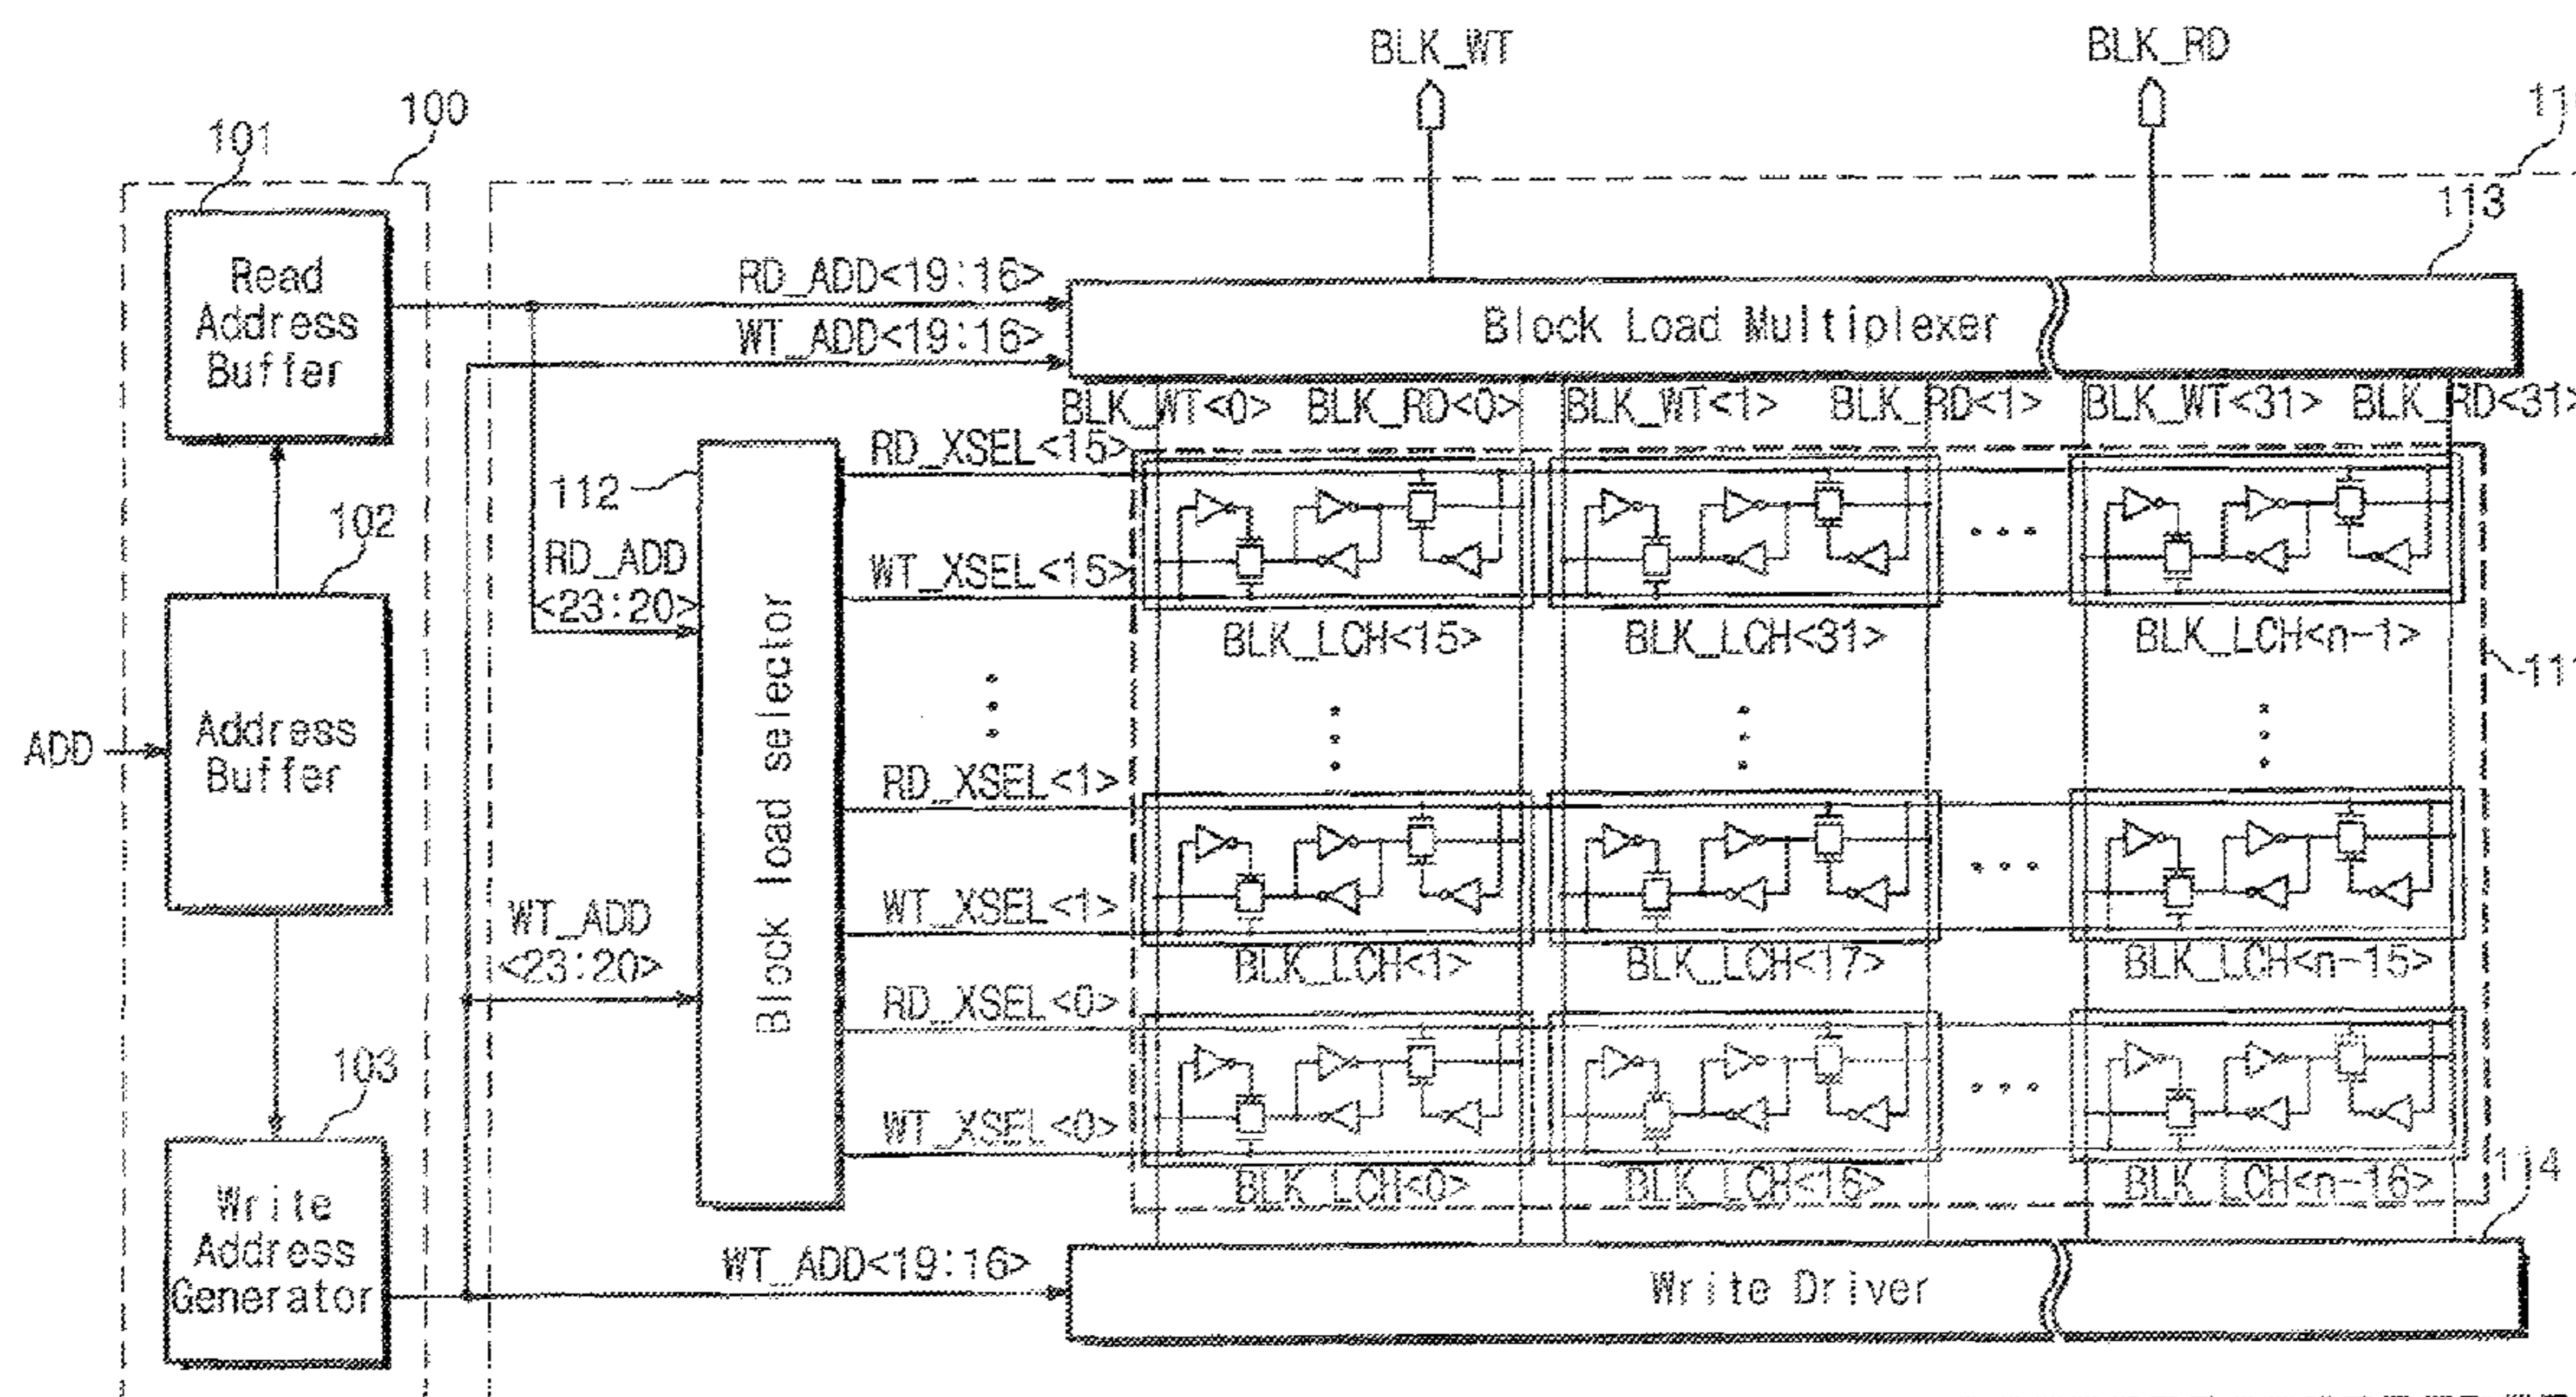 BLK_WT
BLK_RD
100
101
113
Read
Address
Buffer
RD_ADD<19:16>
WT_ADD<19:16>
Block Load Multiplexer
BLK_WT<0>
BLK_RD<0>
BLK_WT<1>
BLK_RD<1>
BLK_WT<31>
BLK_RD<31>
RD_XSEL<15>
112
102
RD_ADD
<23:20>
WT_XSEL<15>
BLK_LCH<15>
BLK_LCH<31>
BLK_LCH<n-1>
Block load selector
ADD
Address
Buffer
RD_XSEL<1>
WT_ADD
<23:20>
WT_XSEL<1>
BLK_LCH<1>
BLK_LCH<17>
BLK_LCH<n-15>
RD_XSEL<0>
103
WT_XSEL<0>
BLK_LCH<0>
BLK_LCH<16>
BLK_LCH<n-16>
114
Write
Address
Generator
WT_ADD<19:16>
Write Driver